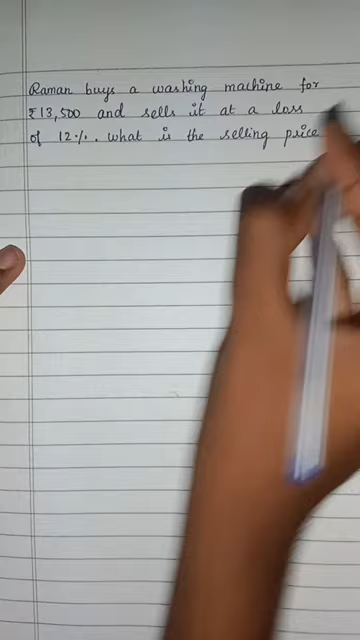 Raman buys a washing machine for
₹13,500 and sells it at a loss
of 12%. what is the selling price